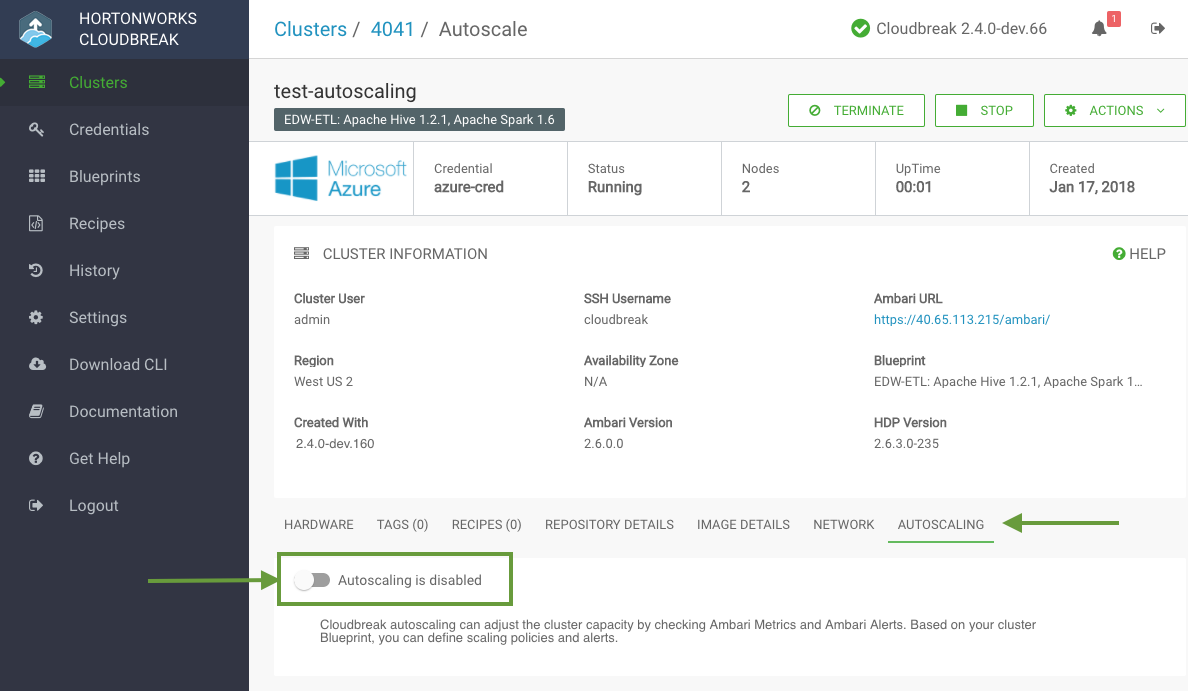 HORTONWORKS
CLOUDBREAK
Clusters
Credentials
Blueprints
Recipes
History
Settings
Download CLI
Documentation
Get Help
Logout
Clusters / 4041 / Autoscale
Cloudbreak 2.4.0-dev.66
1
test-autoscaling
EDW-ETL: Apache Hive 1.2.1, Apache Spark 1.6
TERMINATE
STOP
ACTIONS
Microsoft
Azure
Credential
azure-cred
Status
Running
Nodes
2
UpTime
00:01
Created
Jan 17, 2018
CLUSTER INFORMATION
HELP
Cluster User
admin
SSH Username
cloudbreak
Ambari URL
https://40.65.113.215/ambari/
Region
West US 2
Availability Zone
N/A
Blueprint
EDW-ETL: Apache Hive 1.2.1, Apache Spark 1...
Created With
2.4.0-dev.160
Ambari Version
2.6.0.0
HDP Version
2.6.3.0-235
HARDWARE TAGS (0) RECIPES (0) REPOSITORY DETAILS IMAGE DETAILS NETWORK AUTOSCALING
Autoscaling is disabled
Cloudbreak autoscaling can adjust the cluster capacity by checking Ambari Metrics and Ambari Alerts. Based on your cluster
Blueprint, you can define scaling policies and alerts.